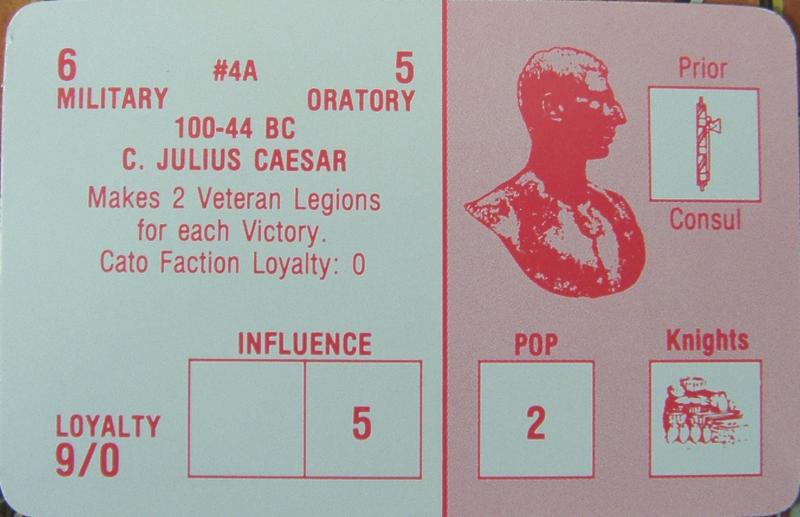 6 #4A 5
MILITARY ORATORY
100-44 BC
C. JULIUS CAESAR
Makes 2 Veteran Legions
for each Victory.
Cato Faction Loyalty: 0
INFLUENCE
5
LOYALTY
9/0
Prior
Consul
POP
2
Knights